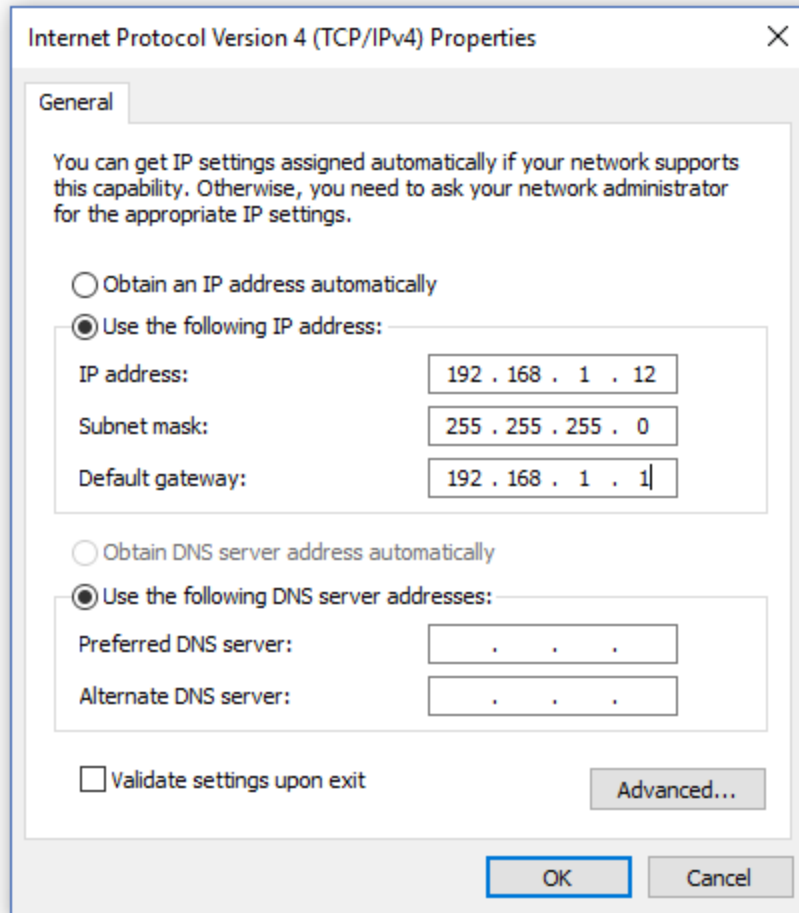 Internet Protocol Version 4 (TCP/IPv4) Properties
General
You can get IP settings assigned automatically if your network supports
this capability. Otherwise, you need to ask your network administrator
for the appropriate IP settings.
Obtain an IP address automatically
Use the following IP address:
IP address: 192 . 168 . 1 . 12
Subnet mask: 255 . 255 . 255 . 0
Default gateway: 192 . 168 . 1 . 1
Obtain DNS server address automatically
Use the following DNS server addresses:
Preferred DNS server: . . .
Alternate DNS server: . . .
Validate settings upon exit
Advanced...
OK Cancel